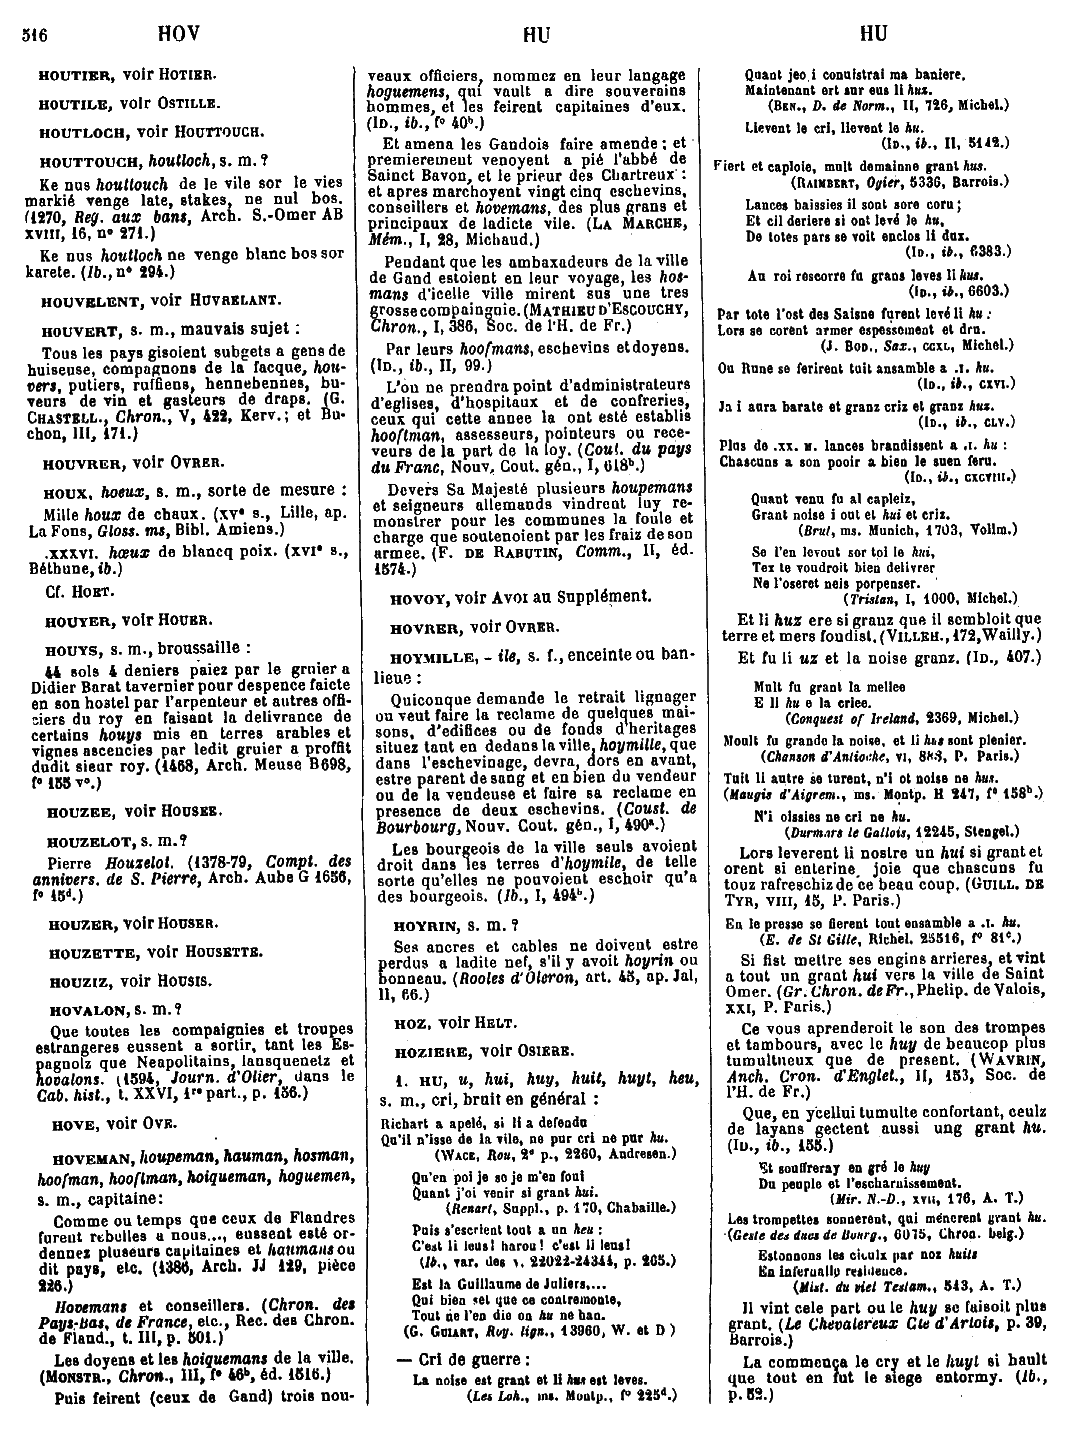 516 HOV HU HU
HOUTIER, voir HOTIER.
HOUTILE, voir OSTILLE.
HOUTLOCH, voir HOUTTOUCH.
HOUTTOUCH, houtloch, s. m. ?
Ke nus houttouch de le vile sor le vies
markié venge late, stakes, ne nul bos.
(1270, Reg. aux bans, Arch. S.-Omer AB
XVIII, 16, n° 271.)
Ke nus houtloch ne venge blanc bos sor
karete. (Ib., n° 294.)
HOUVELENT, voir HUVRELANT.
HOUVERT, s. m., mauvais sujet :
Tous les pays gisoient subgets a gens de
huiseuse, compagnons de la facque, hou-
vers, putiers, ruffiens, hennebennes, bu-
veurs de vin et gasteurs de draps. (G.
CHASTELL., Chron., V, 422, Kerv.; et Bu-
chon, III, 171.)
HOUVRER, voir OVRER.
HOUX, hoeux, s. m., sorte de mesure :
Mille houx de chaux. (XVe s., Lille, ap.
La Fons, Gloss. ms, Bibl. Amiens.)
.XXXVI. hœux de blancq poix. (XVIe s.,
Béthune, ib.)
Cf. HOET.
HOUYER, voir HOUER.
HOUYS, s. m., broussaille :
44 sols 4 deniers paiez par le gruier a
Didier Barat tavernier pour despence faicte
en son hostel par l'arpenteur et autres offi-
ciers du roy en faisant la delivrance de
certains houys mis en terres arables et
vignes ascencies par ledit gruier a proffit
dudit sieur roy. (1468, Arch. Meuse B 698,
f° 155 v°.)
HOUZEE, voir HOUSEE.
HOUZELOT, s. m. ?
Pierre Houzelot. (1378-79, Compt. des
annivers. de S. Pierre, Arch. Aube G 1656,
f° 15d.)
HOUZER, voir HOUSER.
HOUZETTE, voir HOUSETTE.
HOUZIZ, voir HOUSIS.
HOVALON, s. m. ?
Que toutes les compaignies et troupes
estrangeres eussent a sortir, tant les Es-
pagnolz que Neapolitains, lansquenetz et
hovalons. (1594, Journ. d'Olier, dans le
Cab. hist., t. XXVI, 1re part., p. 156.)
HOVE, voir OVE.
HOVEMAN, houpeman, hauman, hosman,
hoofman, hooftman, hoiqueman, hoguemen,
s. m., capitaine:
Comme ou temps que ceux de Flandres
furent rebulles a nous..., eussent esté or-
dennez pluseurs capitaines et haumans ou
dit pays, etc. (1386, Arch. JJ 129, pièce
226.)
Hovemans et conseillers. (Chron. des
Pays-bas, de France, etc., Rec. des Chron.
de Fland., t. III, p. 501.)
Les doyens et les hoiquemans de la ville.
(MONSTR., Chron., III, f° 46b, éd. 1516.)
Puis feirent (ceux de Gand) trois nou-
veaux officiers, nommez en leur langage
hoguemens, qui vault a dire souverains
hommes, et les feirent capitaines d'eux.
(ID., ib., f° 40b.)
Et amena les Gandois faire amende : et
premierement venoyent a pié l'abbé de
Sainct Bavon, et le prieur des Chartreux :
et apres marchoyent vingt cinq eschevins,
conseillers et hovemans, des plus grans et
principaux de ladicte vile. (LA MARCHE,
Mém., I, 28, Michaud.)
Pendant que les ambaxadeurs de la ville
de Gand estoient en leur voyage, les hos-
mans d'icelle ville mirent sus une tres
grosse compaingnie. (MATHIEU D'ESCOUCHY,
Chron., I, 386, Soc. de l'H. de Fr.)
Par leurs hoofmans, eschevins et doyens.
(ID., ib., II, 99.)
L'on ne prendra point d'administrateurs
d'eglises, d'hospitaux et de confreries,
ceux qui cette annee la ont esté establis
hooftman, assesseurs, pointeurs ou rece-
veurs de la part de la loy. (Cout. du pays
du Franc, Nouv. Cout. gén., I, 618b.)
Devers Sa Majesté plusieurs houpemans
et seigneurs allemands vindrent luy re-
monstrer pour les communes la foule et
charge que soutenoient par les fraiz de son
armee. (F. DE RABUTIN, Comm., II, éd.
1574.)
HOVOY, voir AVOI au Supplément.
HOVRER, voir OVRER.
HOYMILLE, - ile, s. f., enceinte ou ban-
lieue :
Quiconque demande le retrait lignager
ou veut faire la reclame de quelques mai-
sons, d'edifices ou de fonds d'heritages
situez tant en dedans la ville, hoymille, que
dans l'eschevinage, devra, dors en avant,
estre parent de sang et en bien du vendeur
ou de la vendeuse et faire sa reclame en
presence de deux eschevins. (Coust. de
Bourbourg, Nouv. Cout. gén., I, 490a.)
Les bourgeois de la ville seuls avoient
droit dans les terres d'hoymile, de telle
sorte qu'elles ne pouvoient eschoir qu'a
des bourgeois. (Ib., I, 494b.)
HOYRIN, s. m. ?
Ses ancres et cables ne doivent estre
perdus a ladite nef, s'il y avoit hoyrin ou
bonneau. (Rooles d'Oleron, art. 45, ap. Jal,
II, 66.)
HOZ, voir HELT.
HOZIERE, voir OSIERE.
1. HU, u, hui, huy, huit, huyt, heu,
s. m., cri, bruit en général :
Richart a apelé, si li a defendu
Qu'il n'isse de la vile, ne pur cri ne pur hu.
(WACE, Rou, 2e p., 2260, Andresen.)
Qu'en poi je so je m'en foui
Quant j'oi venir si grant hui.
(Renart, Suppl., p. 170, Chabaille.)
Puis s'escrient tout a un heu :
C'est li leus! harou! c'est li leus!
(Ib., var. des v. 22022-24344, p. 265.)
Est la Guillaume de Juliers,...
Qui bien set que ce contremonte,
Tout ne l'en die on hu ne han.
(G. GUIART, Roy. lign., 13960, W. et D )
— Cri de guerre :
La noise est grant et li hus est leves.
(Les Loh., ms. Montp., f° 225d.)
Quant jeo i conuistrai ma baniere,
Maintenant ert sur eus li hus.
(BEN., D. de Norm., II, 726, Michel.)
Lievent le cri, lievent le hu.
(ID., ib., II, 5142.)
Fiert et caploie, mult demainne grant hus.
(RAIMBERT, Ogier, 5336, Barrois.)
Lances baissies il sont sore coru ;
Et cil deriere si ont levé le hu,
De totes pars se voit enclos li dux.
(ID., ib., 6383.)
Au roi rescorre fu grans leves li hus.
(ID., ib., 6603.)
Par tote l'ost des Saisne furent levé li hu :
Lors se corent armer espessement et dru.
(J. BOD., Sax., CCXL, Michel.)
Ou Rune se ferirent tuit ansamble a .I. hu.
(ID., ib., CXVI.)
Ja i aura barate et granz criz et granz huz.
(ID., ib., CLV.)
Plus de .XX. M. lances brandissent a .I. hu :
Chascuns a son pooir a bien le suen feru.
(ID., ib., CXCVIII.)
Quant venu fu al capleiz,
Grant noise i out et hui et criz.
(Brut, ms. Munich, 1703, Vollm.)
Se l'en levout sor toi le hui,
Tex te voudroit bien delivrer
Ne l'oseret neis porpenser.
(Tristan, I, 1000, Michel.)
Et li huz ere si granz que il sembloit que
terre et mers foudist. (VILLEH., 172, Wailly.)
Et fu li uz et la noise granz. (ID., 407.)
Mult fu grant la mellee
E li hu e la criee.
(Conquest of Ireland, 2369, Michel.)
Moult fu grande la noise, et li hus sont plenier.
(Chanson d'Antioche, VI, 883, P. Paris.)
Tuit li autre se turent, n'i ot noise ne hus.
(Maugis d'Aigrem., ms. Montp. H 247, f° 158b.)
N'i oïssies ne cri ne hu.
(Durmars le Gallois, 12245, Stengel.)
Lors leverent li nostre un hui si grant et
orent si enterine joie que chascuns fu
touz rafreschiz de ce beau coup. (GUILL. DE
TYR, VIII, 15, P. Paris.)
En le presse se fierent tout ensamble a .I. hu.
(E. de St Gille, Richel. 25516, f° 81c.)
Si fist mettre ses engins arrieres, et vint
a tout un grant hui vers la ville de Saint
Omer. (Gr. Chron. de Fr., Phelip. de Valois,
XXI, P. Paris.)
Ce vous aprenderoit le son des trompes
et tambours, avec le huy de beaucop plus
tumultueux que de present. (WAVRIN,
Anch. Cron. d'Englet., II, 153, Soc. de
l'H. de Fr.)
Que, en ycellui tumulte confortant, ceulz
de layans gectent aussi ung grant hu.
(ID., ib., 155.)
Et souffreray en gré le huy
Du peuple et l'escharnissement.
(Mir. N.-D., XVII, 176, A. T.)
Les trompettes sonnerent, qui ménerent grant hu.
(Geste des ducs de Bourg., 6075, Chron. belg.)
Estonnons les cieulx par noz huits
En infernalle residence.
(Mist. du viel Testam., 543, A. T.)
Il vint cele part ou le huy se faisoit plus
grant. (Le Chevalereux Cte d'Artois, p. 39,
Barrois.)
La commença le cry et le huyt si hault
que tout en fut le siege entormy. (Ib.,
p. 52.)